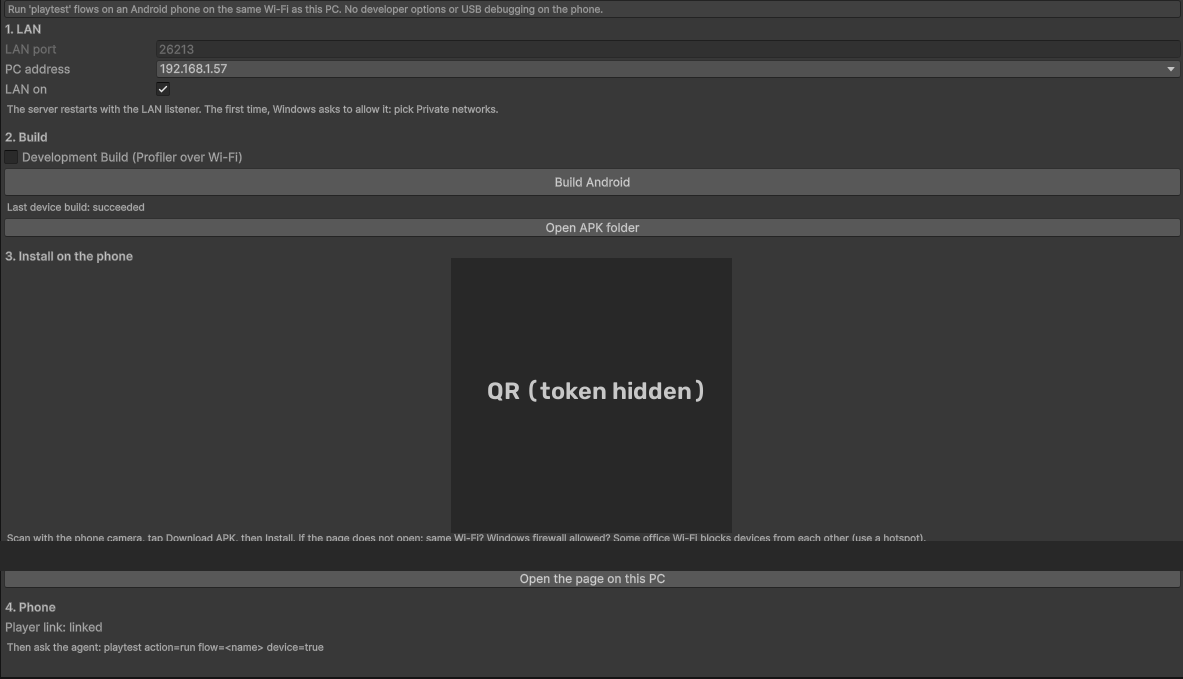 Run 'playtest' flows on an Android phone on the same Wi-Fi as this PC. No developer options or USB debugging on the phone.
1. LAN
LAN port 26213
PC address 192.168.1.57
LAN on
The server restarts with the LAN listener. The first time, Windows asks to allow it: pick Private networks.
2. Build
Development Build (Profiler over Wi-Fi)
Build Android
Last device build: succeeded
Open APK folder
3. Install on the phone
QR (token hidden)
Scan with the phone camera, tap Download APK, then Install. If the page does not open: same Wi-Fi? Windows firewall allowed? Some office Wi-Fi blocks devices from each other (use a hotspot).
Open the page on this PC
4. Phone
Player link: linked
Then ask the agent: playtest action=run flow=<name> device=true